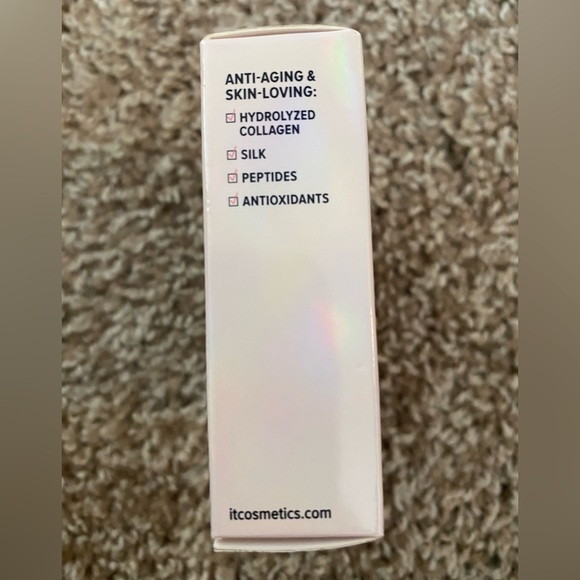 ANTI-AGING &
SKIN-LOVING:
☑ HYDROLYZED
COLLAGEN
☑ SILK
☑ PEPTIDES
☑ ANTIOXIDANTS
itcosmetics.com